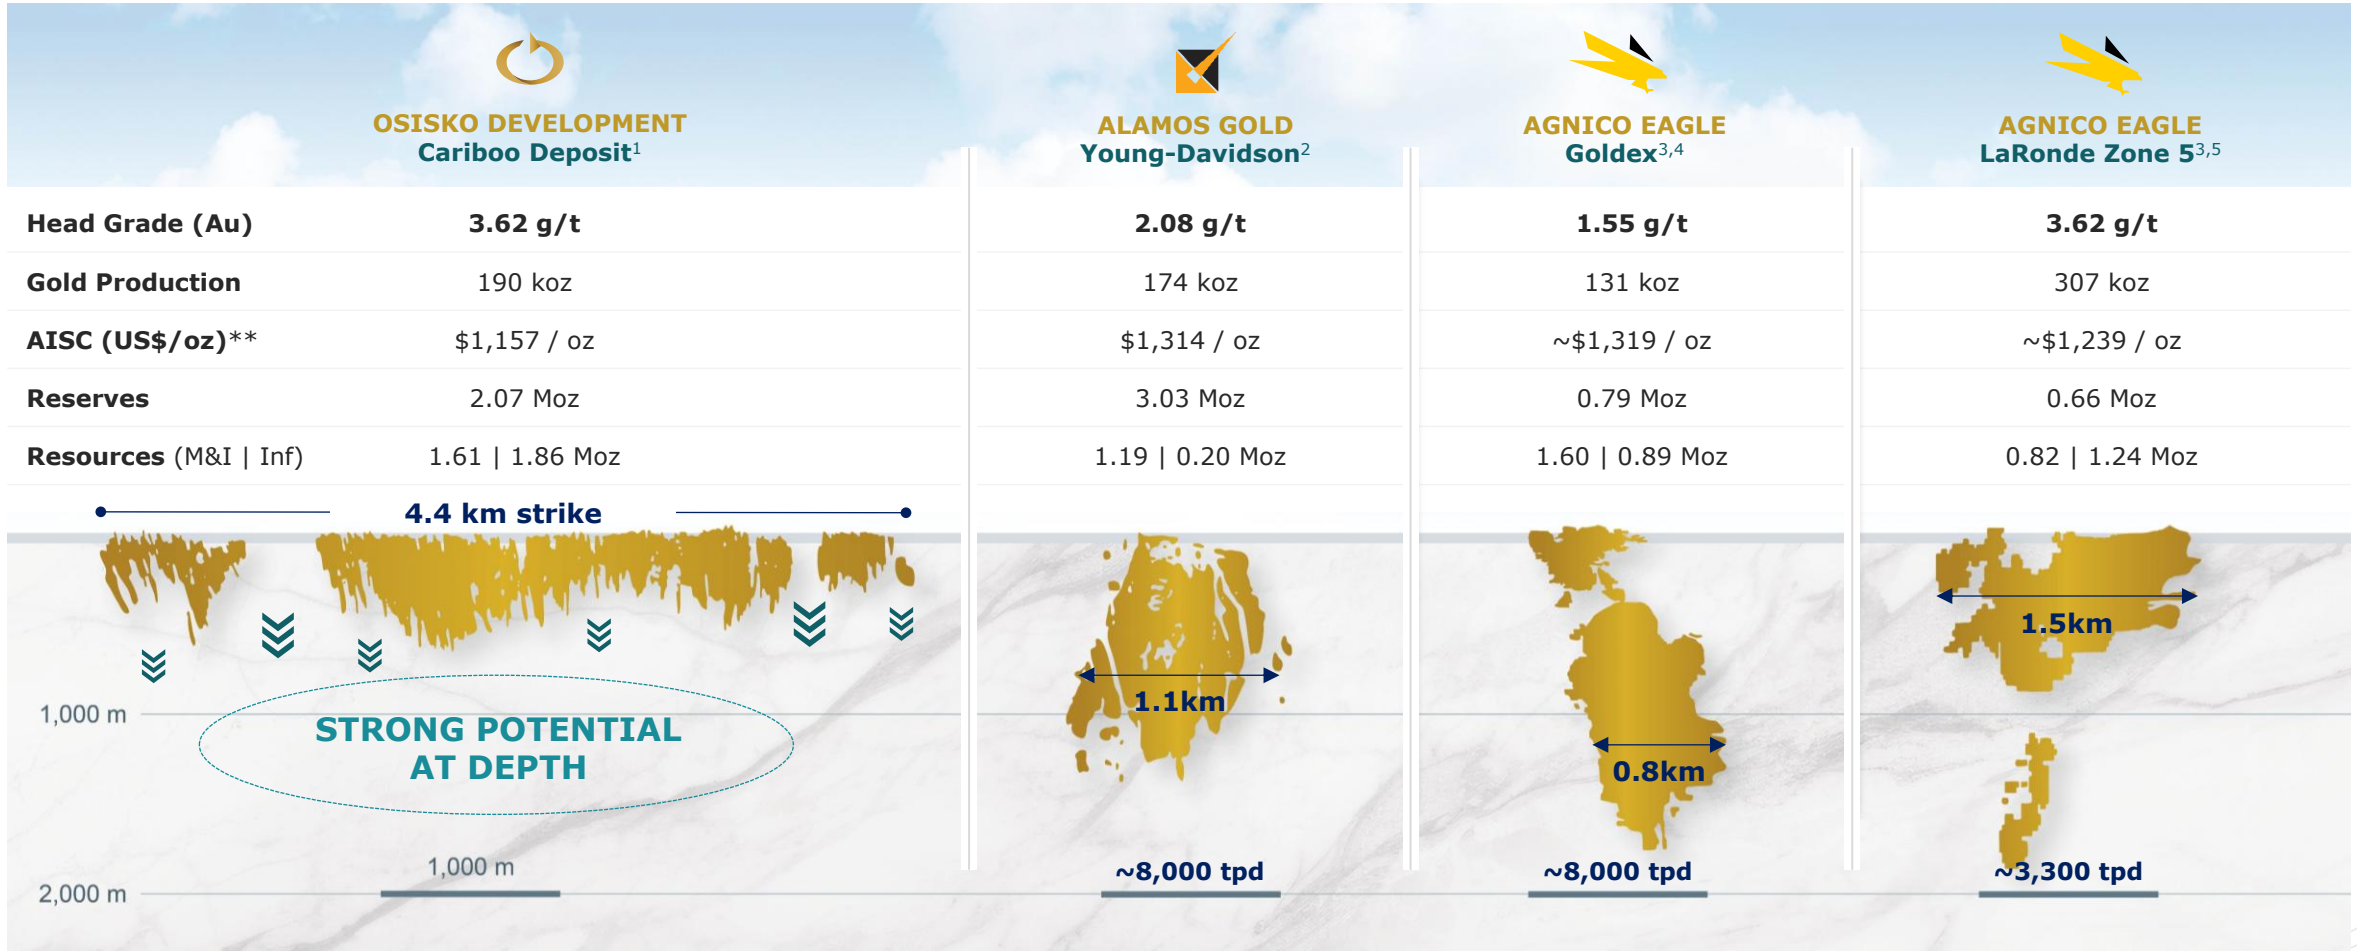 OSISKO DEVELOPMENT
Cariboo Deposit1
ALAMOS GOLD
Young-Davidson2
AGNICO EAGLE
Goldex3,4
AGNICO EAGLE
LaRonde Zone 53,5
Head Grade (Au) 3.62 g/t 2.08 g/t 1.55 g/t 3.62 g/t
Gold Production 190 koz 174 koz 131 koz 307 koz
AISC (US$/oz)** $1,157 / oz $1,314 / oz ~$1,319 / oz ~$1,239 / oz
Reserves 2.07 Moz 3.03 Moz 0.79 Moz 0.66 Moz
Resources (M&I | Inf) 1.61 | 1.86 Moz 1.19 | 0.20 Moz 1.60 | 0.89 Moz 0.82 | 1.24 Moz
4.4 km strike
1.5km
1.1km
1,000 m
STRONG POTENTIAL
AT DEPTH
0.8km
1,000 m
~8,000 tpd
~8,000 tpd
~3,300 tpd
2,000 m